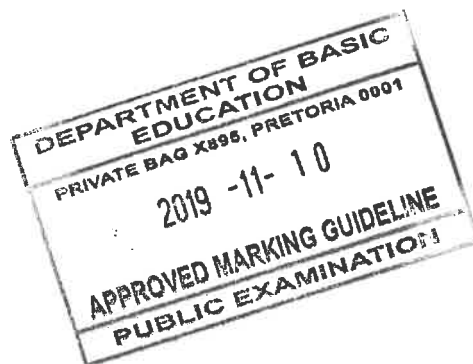 DEPARTMENT OF BASIC
EDUCATION
PRIVATE BAG X895, PRETORIA 0001
2019 -11- 10
APPROVED MARKING GUIDELINE
PUBLIC EXAMINATION